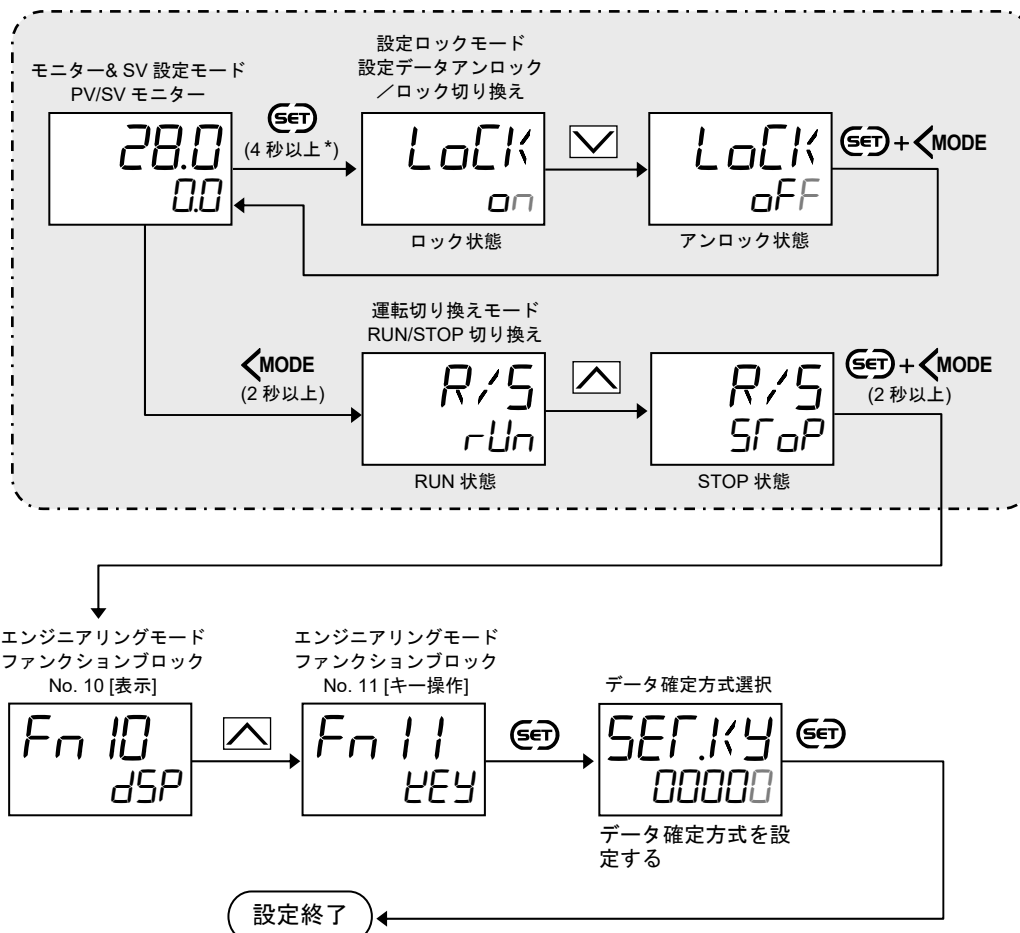 モニター& SV 設定モード
PV/SV モニター
28.0
0.0
SET
(4 秒以上*)
設定ロックモード
設定データアンロック
／ロック切り換え
LoCK
on
ロック状態
LoCK
oFF
アンロック状態
SET + MODE
MODE
(2 秒以上)
運転切り換えモード
RUN/STOP 切り換え
R/S
rUn
RUN 状態
R/S
SToP
STOP 状態
SET + MODE
(2 秒以上)
エンジニアリングモード
ファンクションブロック
No. 10 [表示]
Fn 10
dSP
エンジニアリングモード
ファンクションブロック
No. 11 [キー操作]
Fn 11
KEY
SET
データ確定方式選択
SET.KY
00000
データ確定方式を設
定する
SET
設定終了